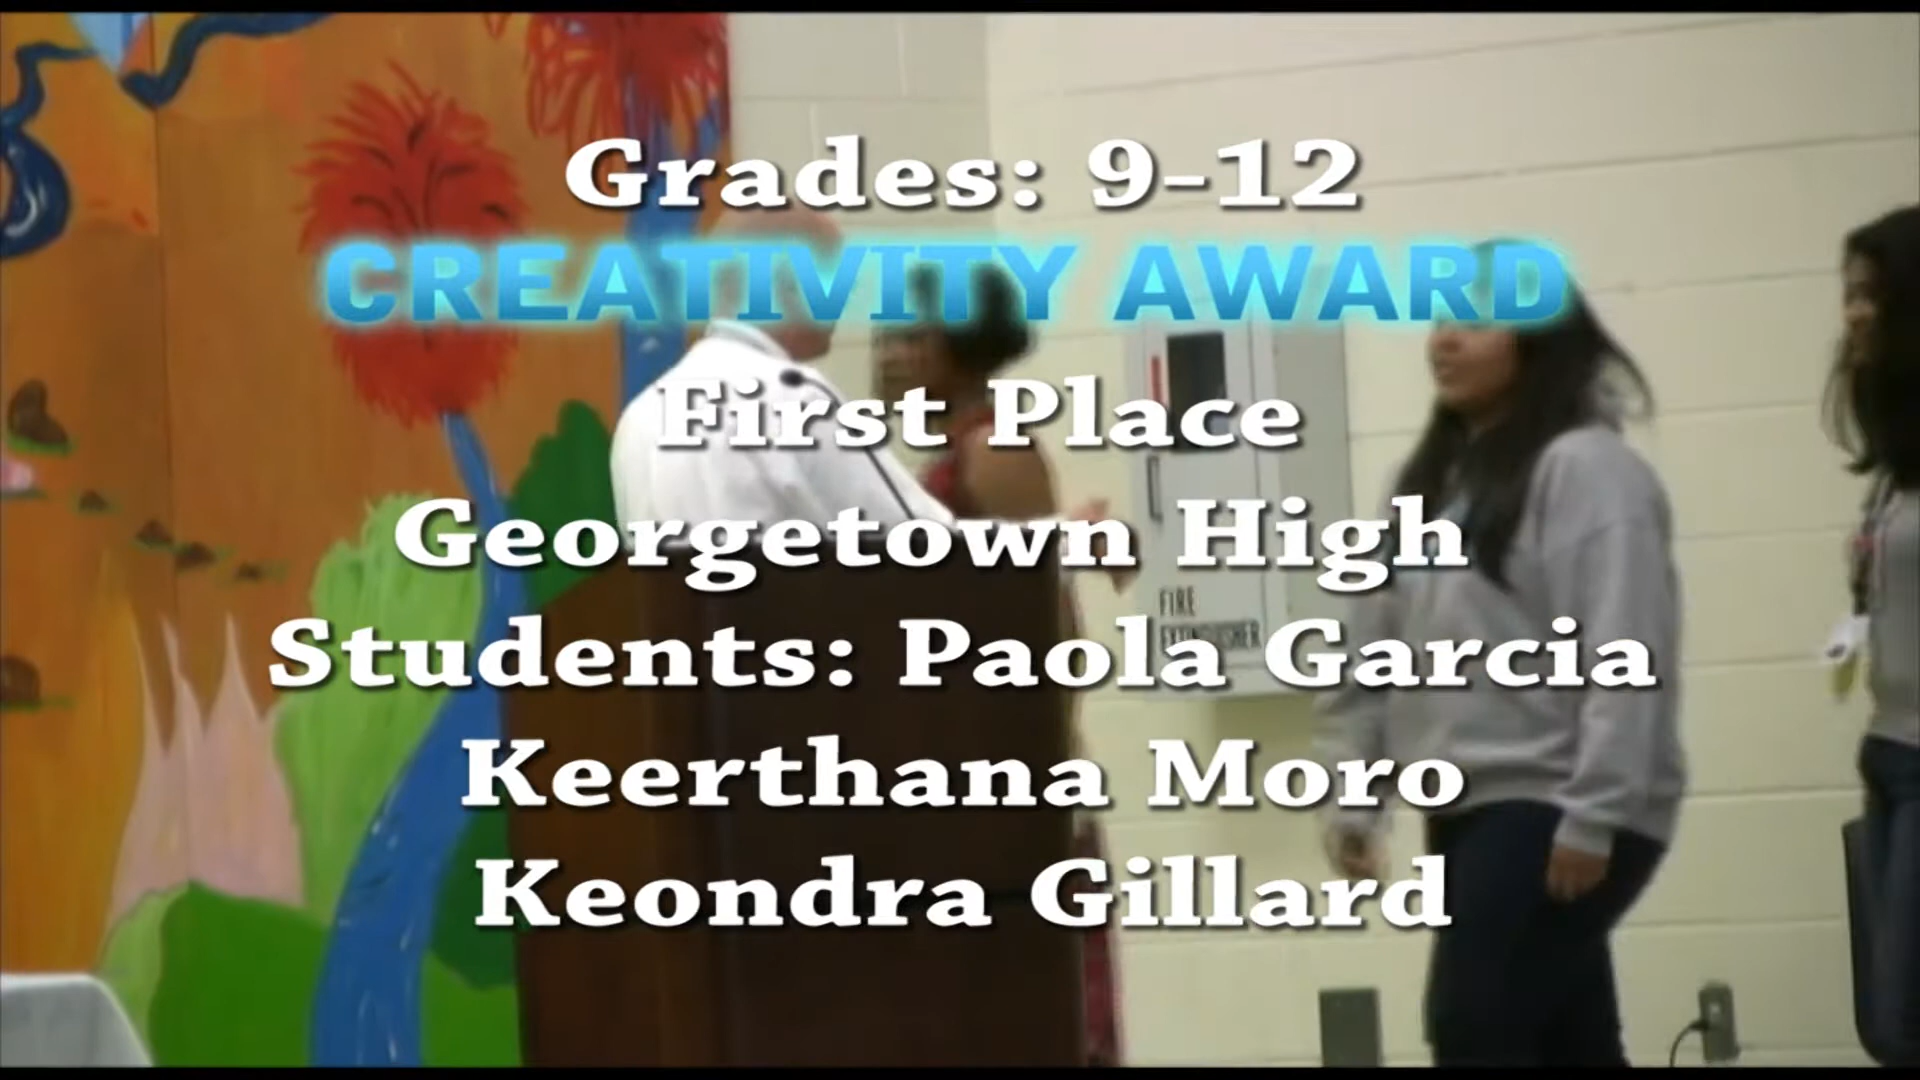 Grades: 9-12
CREATIVITY AWARD
First Place
Georgetown High
Students: Paola Garcia
Keerthana Moro
Keondra Gillard
FIRE
EXTINGUISHER